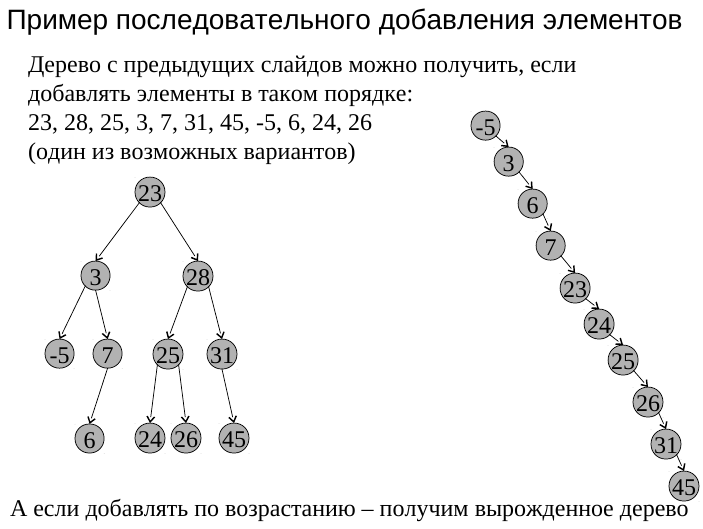 Пример последовательного добавления элементов
Дерево с предыдущих слайдов можно получить, если
добавлять элементы в таком порядке:
23, 28, 25, 3, 7, 31, 45, -5, 6, 24, 26
(один из возможных вариантов)
23
3 28
-5 7 25 31
6 24 26 45
-5
3
6
7
23
24
25
26
31
45
А если добавлять по возрастанию – получим вырожденное дерево